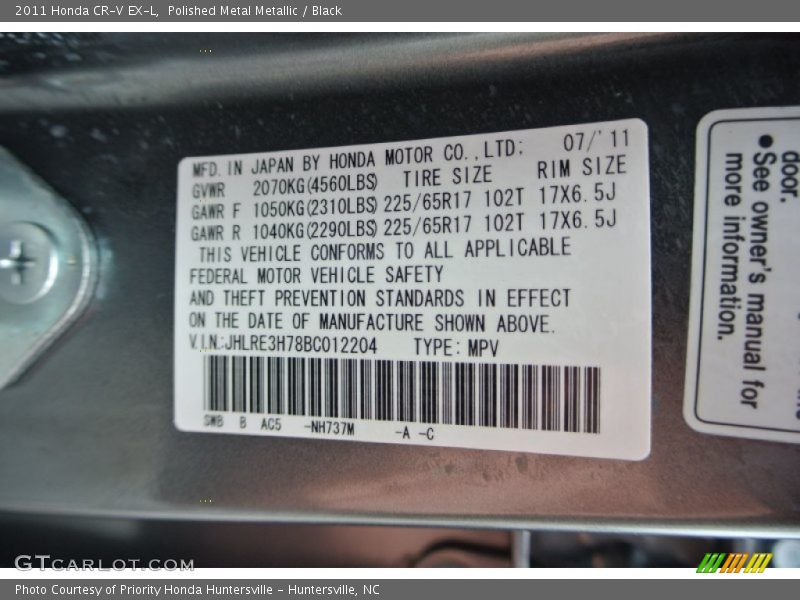 2011 Honda CR-V EX-L,  Polished Metal Metallic / Black
MFD. IN JAPAN BY HONDA MOTOR CO.,LTD: 07/'11
GVWR 2070KG(4560LBS) TIRE SIZE RIM SIZE
GAWR F 1050KG(2310LBS) 225/65R17 102T 17X6.5J
GAWR R 1040KG(2290LBS) 225/65R17 102T 17X6.5J
THIS VEHICLE CONFORMS TO ALL APPLICABLE
FEDERAL MOTOR VEHICLE SAFETY
AND THEFT PREVENTION STANDARDS IN EFFECT
ON THE DATE OF MANUFACTURE SHOWN ABOVE.
V.I.N.:JHLRE3H78BC012204 TYPE: MPV
SWB B AC5 -NH737M -A -C
door.
●See owner's manual for
more information.
GTcarlot.com
Photo Courtesy of Priority Honda Huntersville - Huntersville, NC